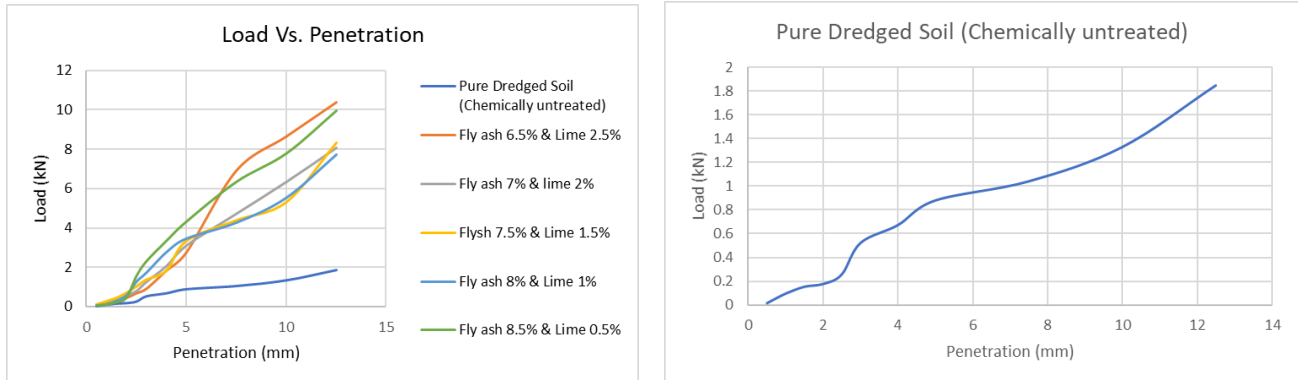 Load Vs. Penetration
12
10
8
6
4
2
0
0
5
10
15
Load (kN)
Penetration (mm)
Pure Dredged Soil
(Chemically untreated)
Fly ash 6.5% & Lime 2.5%
Fly ash 7% & lime 2%
Flysh 7.5% & Lime 1.5%
Fly ash 8% & Lime 1%
Fly ash 8.5% & Lime 0.5%
Pure Dredged Soil (Chemically untreated)
2
1.8
1.6
1.4
1.2
1
0.8
0.6
0.4
0.2
0
0
2
4
6
8
10
12
14
Load (kN)
Penetration (mm)